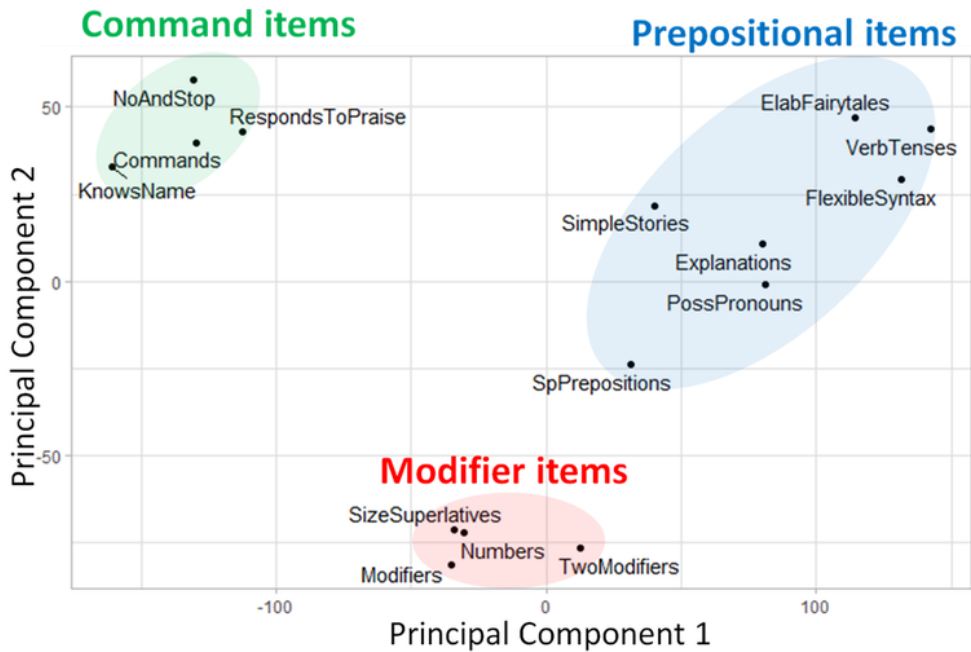 Command items
Prepositional items
50
NoAndStop
RespondsToPraise
ElabFairytales
VerbTenses
Commands
KnowsName
FlexibleSyntax
SimpleStories
Explanations
0
PossPronouns
SpPrepositions
-50
Modifier items
SizeSuperlatives
Numbers
Modifiers
TwoModifiers
-100
0
100
Principal Component 1
Principal Component 2